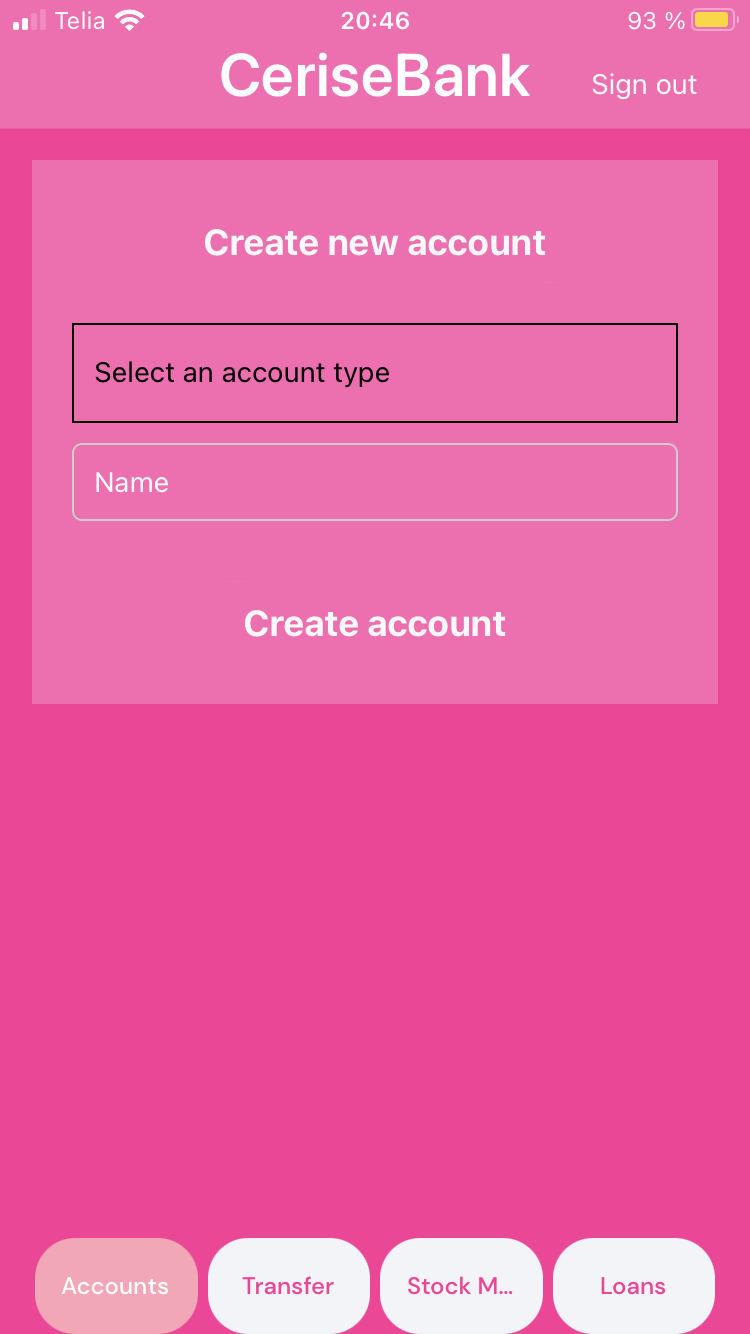 Telia 20:46 93 %
CeriseBank
Sign out
Create new account
Select an account type
Name
Create account
Accounts Transfer Stock M... Loans